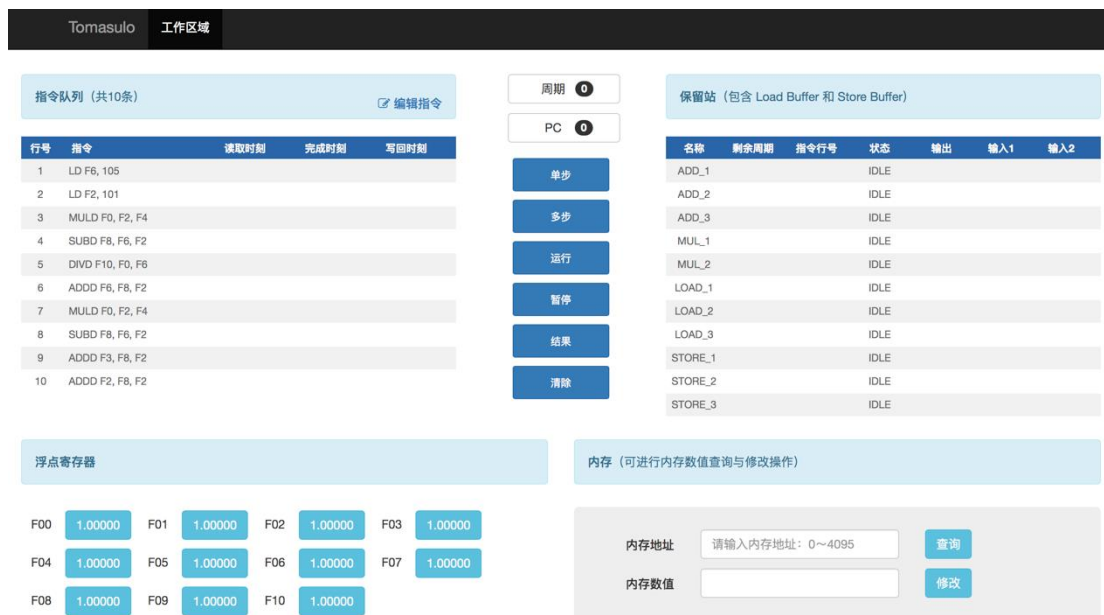 Tomasulo 工作区域
指令队列（共10条） 编辑指令
行号 指令 读取时刻 完成时刻 写回时刻
1 LD F6, 105
2 LD F2, 101
3 MULD F0, F2, F4
4 SUBD F8, F6, F2
5 DIVD F10, F0, F6
6 ADDD F6, F8, F2
7 MULD F0, F2, F4
8 SUBD F8, F6, F2
9 ADDD F3, F8, F2
10 ADDD F2, F8, F2
周期 0
PC 0
单步
多步
运行
暂停
结果
清除
保留站（包含 Load Buffer 和 Store Buffer）
名称 剩余周期 指令行号 状态 输出 输入1 输入2
ADD_1 IDLE
ADD_2 IDLE
ADD_3 IDLE
MUL_1 IDLE
MUL_2 IDLE
LOAD_1 IDLE
LOAD_2 IDLE
LOAD_3 IDLE
STORE_1 IDLE
STORE_2 IDLE
STORE_3 IDLE
浮点寄存器
F00 1.00000 F01 1.00000 F02 1.00000 F03 1.00000
F04 1.00000 F05 1.00000 F06 1.00000 F07 1.00000
F08 1.00000 F09 1.00000 F10 1.00000
内存（可进行内存数值查询与修改操作）
内存地址 请输入内存地址：0～4095 查询
内存数值 修改